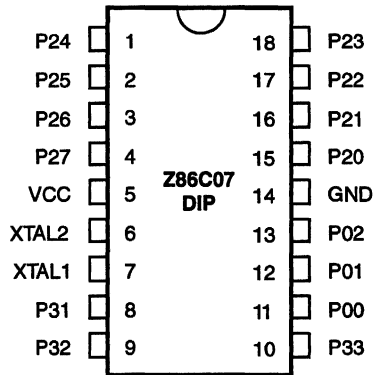 P24 1 18 P23
P25 2 17 P22
P26 3 16 P21
P27 4 15 P20
Z86C07
VCC 5 14 GND
DIP
XTAL2 6 13 P02
XTAL1 7 12 P01
P31 8 11 P00
P32 9 10 P33